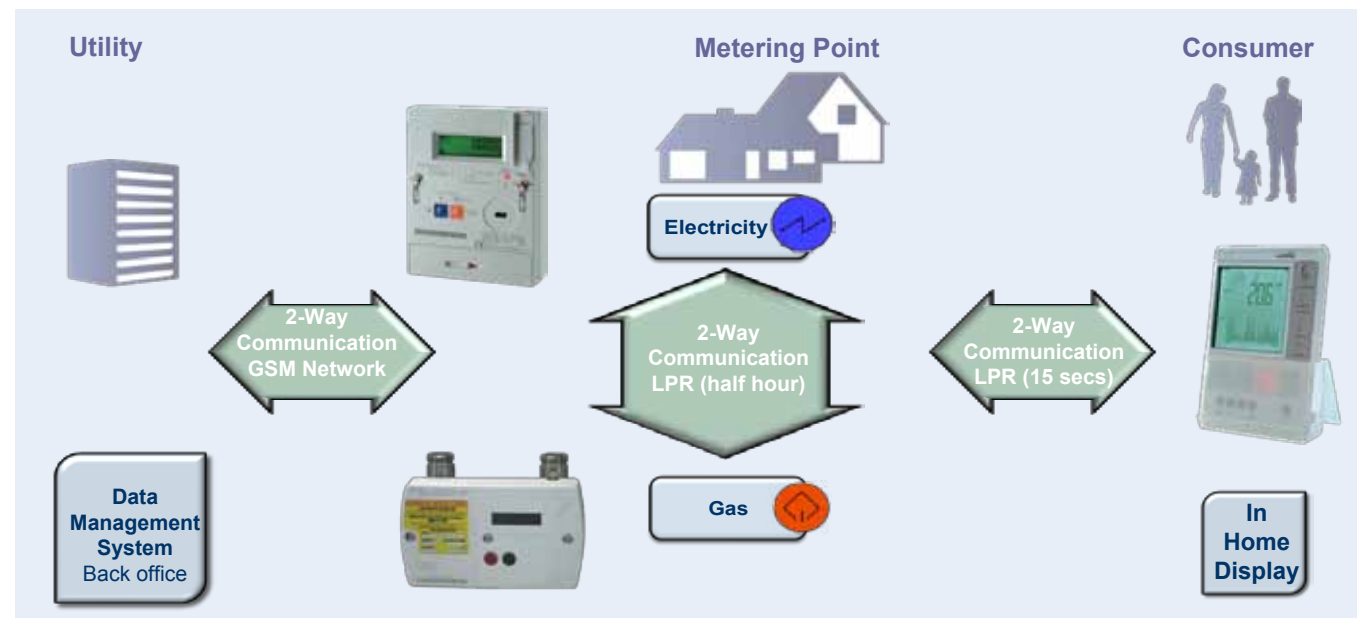 Utility
Metering Point
Consumer
Electricity
2-Way
Communication
GSM Network
2-Way
Communication
LPR (half hour)
2-Way
Communication
LPR (15 secs)
Data
Management
System
Back office
Gas
In
Home
Display